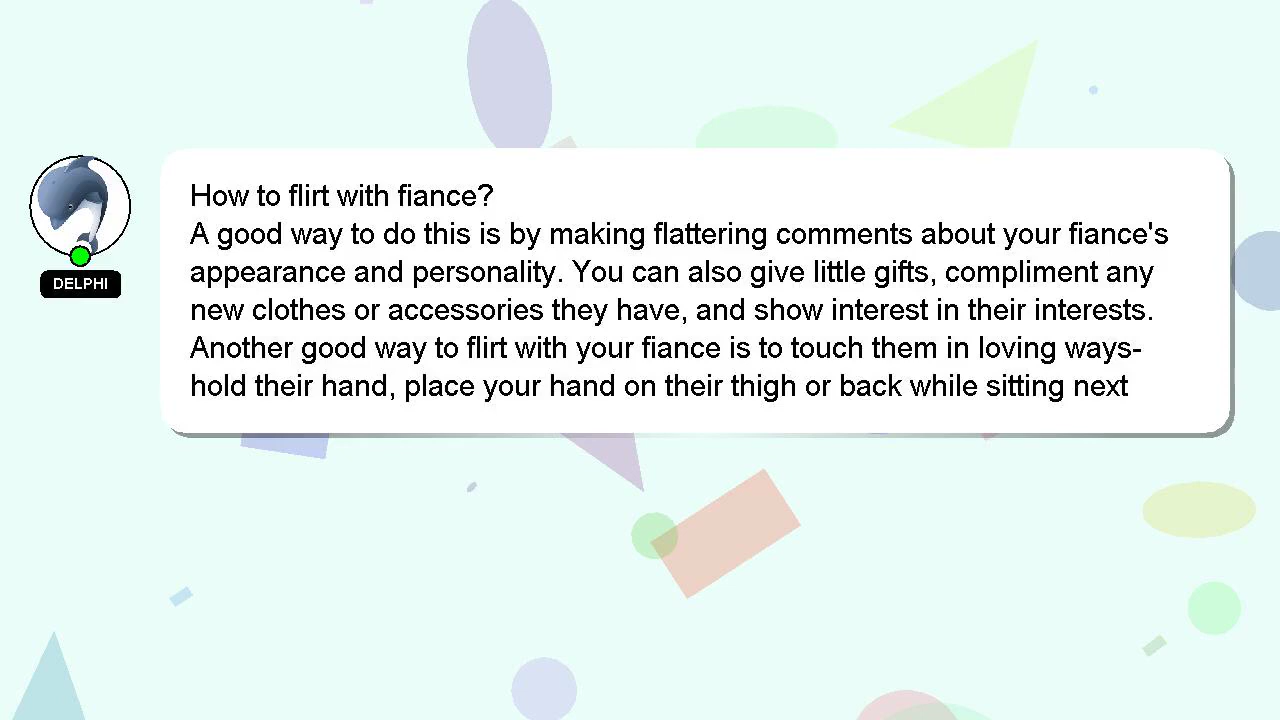 How to flirt with fiance?
A good way to do this is by making flattering comments about your fiance's
appearance and personality. You can also give little gifts, compliment any
new clothes or accessories they have, and show interest in their interests.
Another good way to flirt with your fiance is to touch them in loving ways-
hold their hand, place your hand on their thigh or back while sitting next
DELPHI